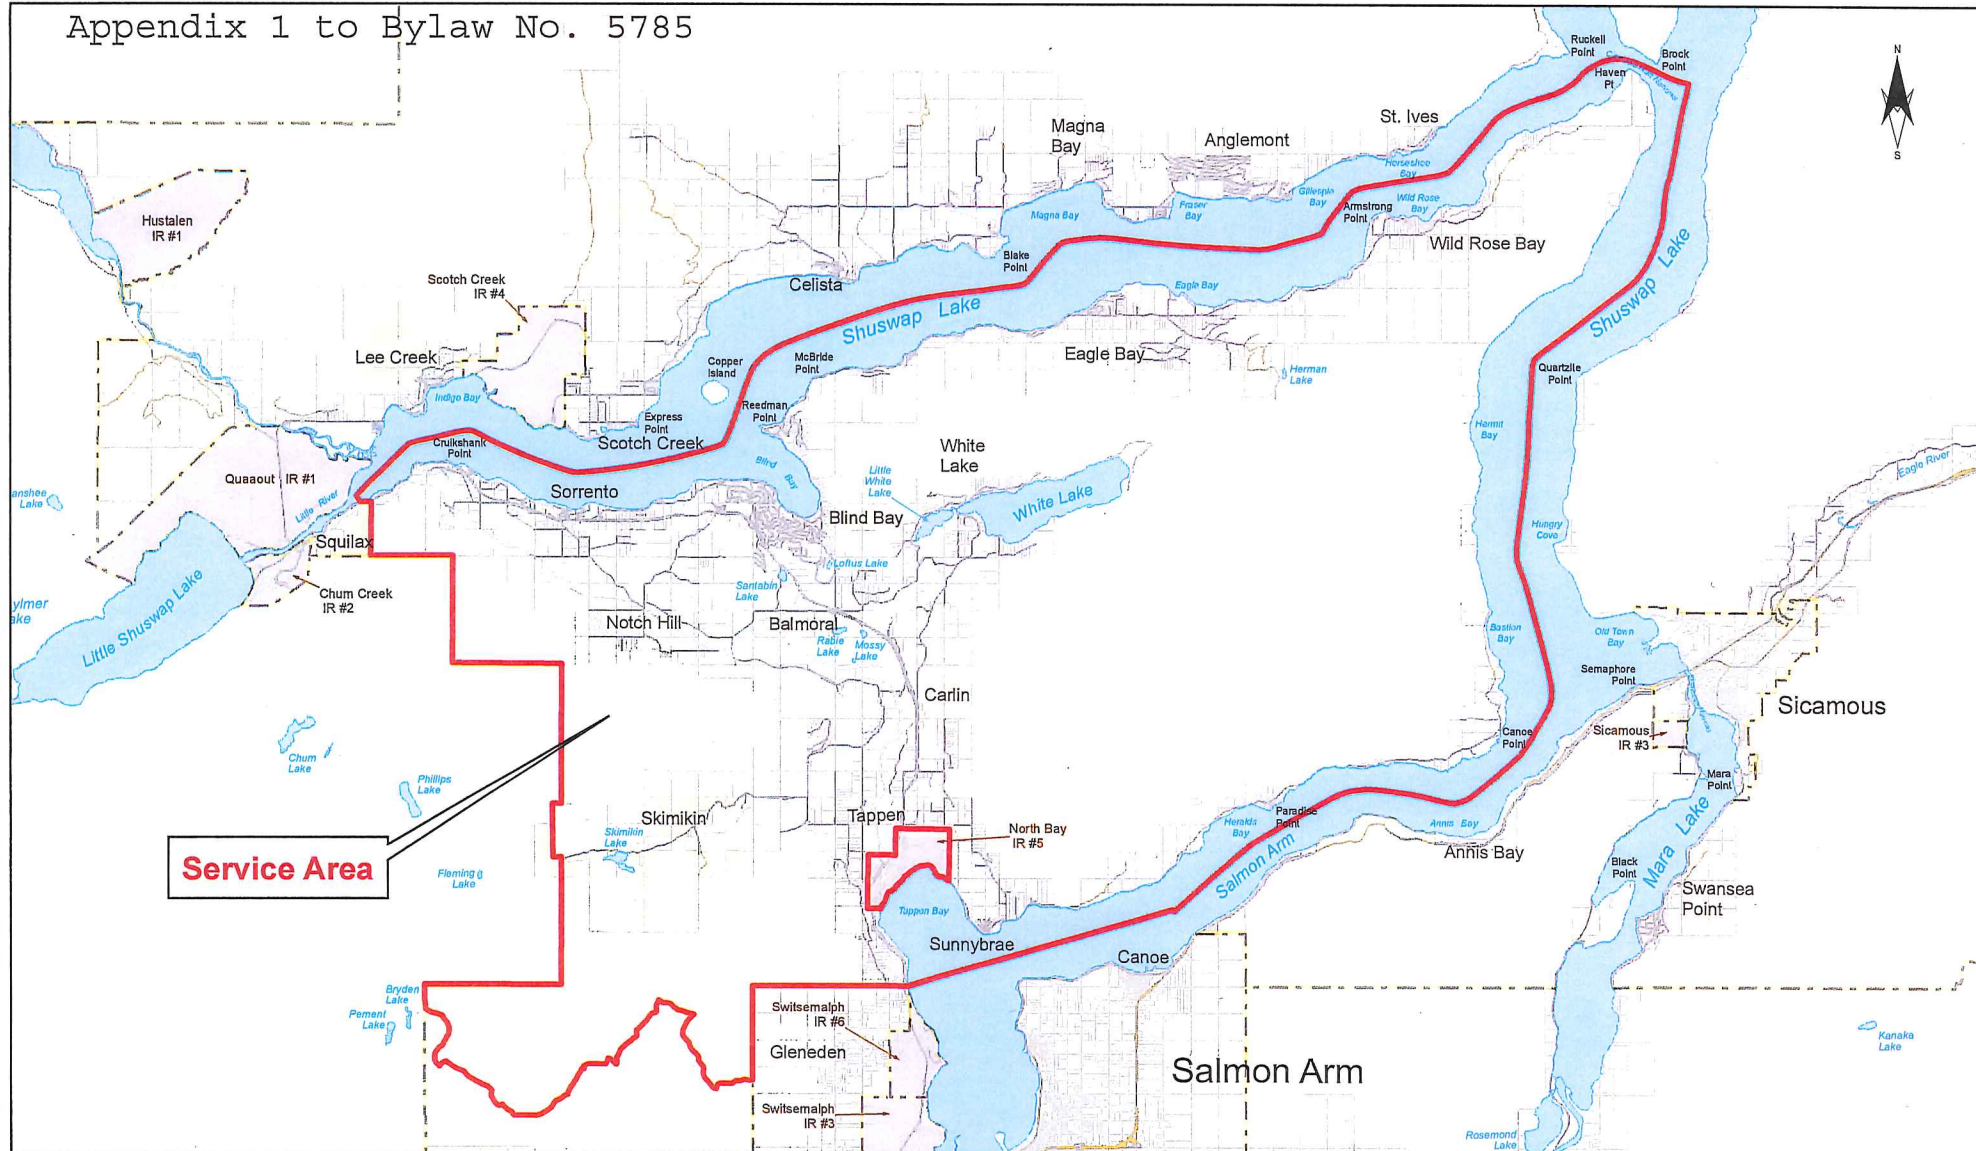 Appendix 1 to Bylaw No. 5785
Ruckell
Point
Brock
Point
Haven
Pt
N
S
St. Ives
Magna
Bay
Anglemont
Horseshoe
Bay
Gillespie
Bay
Wild Rose
Bay
Armstrong
Point
Fraser
Bay
Magna Bay
Wild Rose Bay
Hustalen
IR #1
Blake
Point
Scotch Creek
IR #4
Celista
Eagle Bay
Shuswap Lake
Shuswap Lake
Lee Creek
Copper
Island
McBride
Point
Eagle Bay
Herman
Lake
Quartzite
Point
Indigo Bay
Reedman
Point
Express
Point
Scotch Creek
Cruikshank
Point
Hermit
Bay
White
Lake
Blind
Bay
Little
White
Lake
Eagle River
Quaaout IR #1
anshee
Lake
Little River
Sorrento
White Lake
Blind Bay
Hungry
Cove
Squilax
Loftus Lake
Santabin
Lake
Chum Creek
IR #2
ylmer
ake
Little Shuswap Lake
Notch Hill
Balmoral
Rabie
Lake
Mossy
Lake
Bastion
Bay
Old Town
Bay
Semaphore
Point
Carlin
Sicamous
Chum
Lake
Canoe
Point
Sicamous
IR #3
Phillips
Lake
Mara
Point
Skimikin
Tappen
North Bay
IR #5
Heralds
Bay
Paradise
Point
Annis Bay
Annis Bay
Skimikin
Lake
Service Area
Fleming
Lake
Salmon Arm
Black
Point
Mara Lake
Swansea
Point
Tappen Bay
Sunnybrae
Canoe
Bryden
Lake
Pement
Lake
Switsemalph
IR #6
Gleneden
Salmon Arm
Kanaka
Lake
Switsemalph
IR #3
Rosemond
Lake